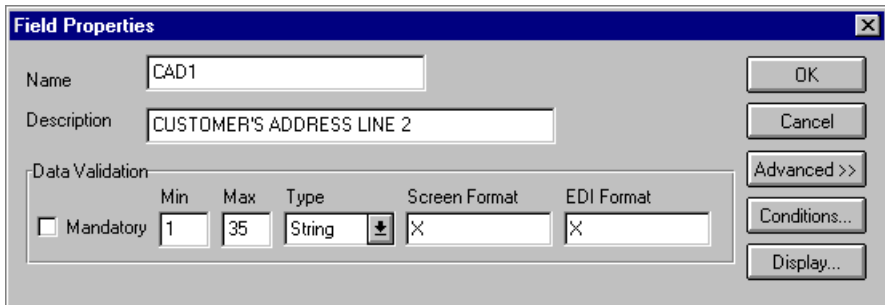 Field Properties
Name CAD1 OK
Description CUSTOMER'S ADDRESS LINE 2 Cancel
Data Validation Advanced >>
Min Max Type Screen Format EDI Format
Mandatory 1 35 String X X Conditions...
Display...